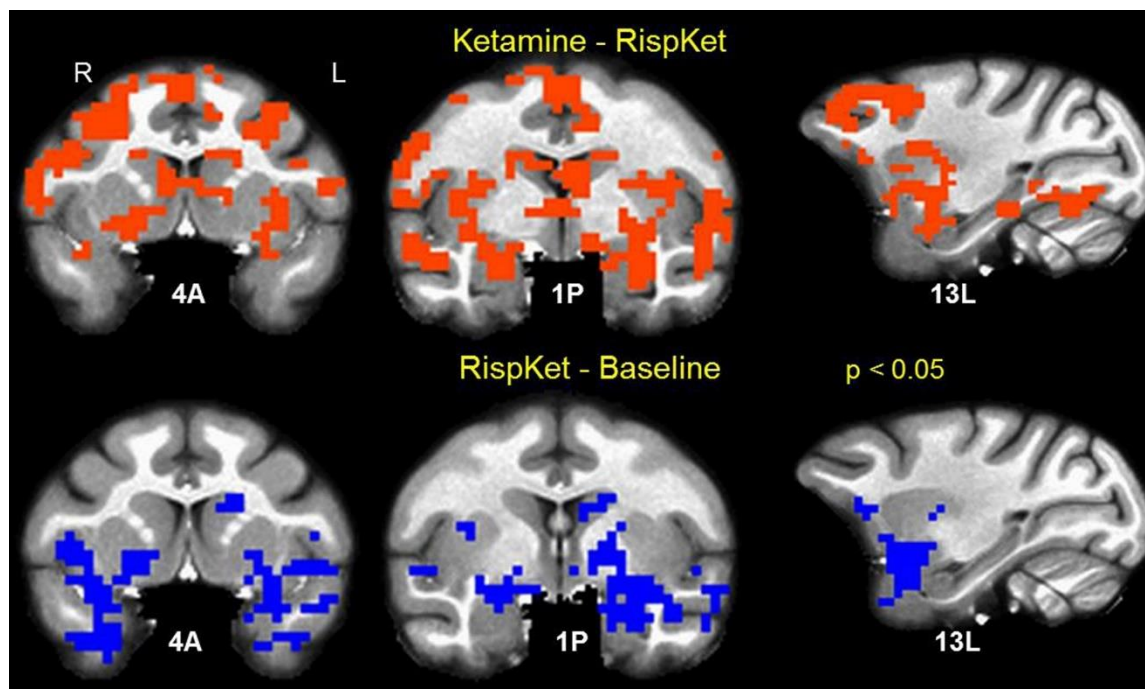 Ketamine - RispKet
R L
4A 1P 13L
RispKet - Baseline p < 0.05
4A 1P 13L